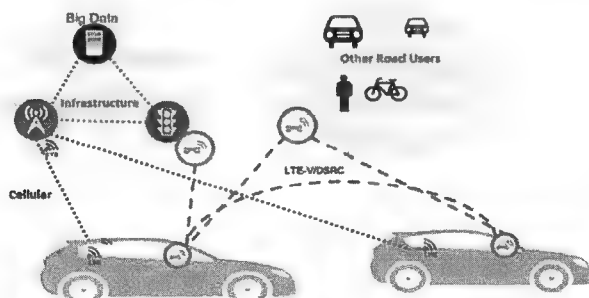 Big Data
Other Road Users
Infrastructure
LTE-V/DSRC
Cellular